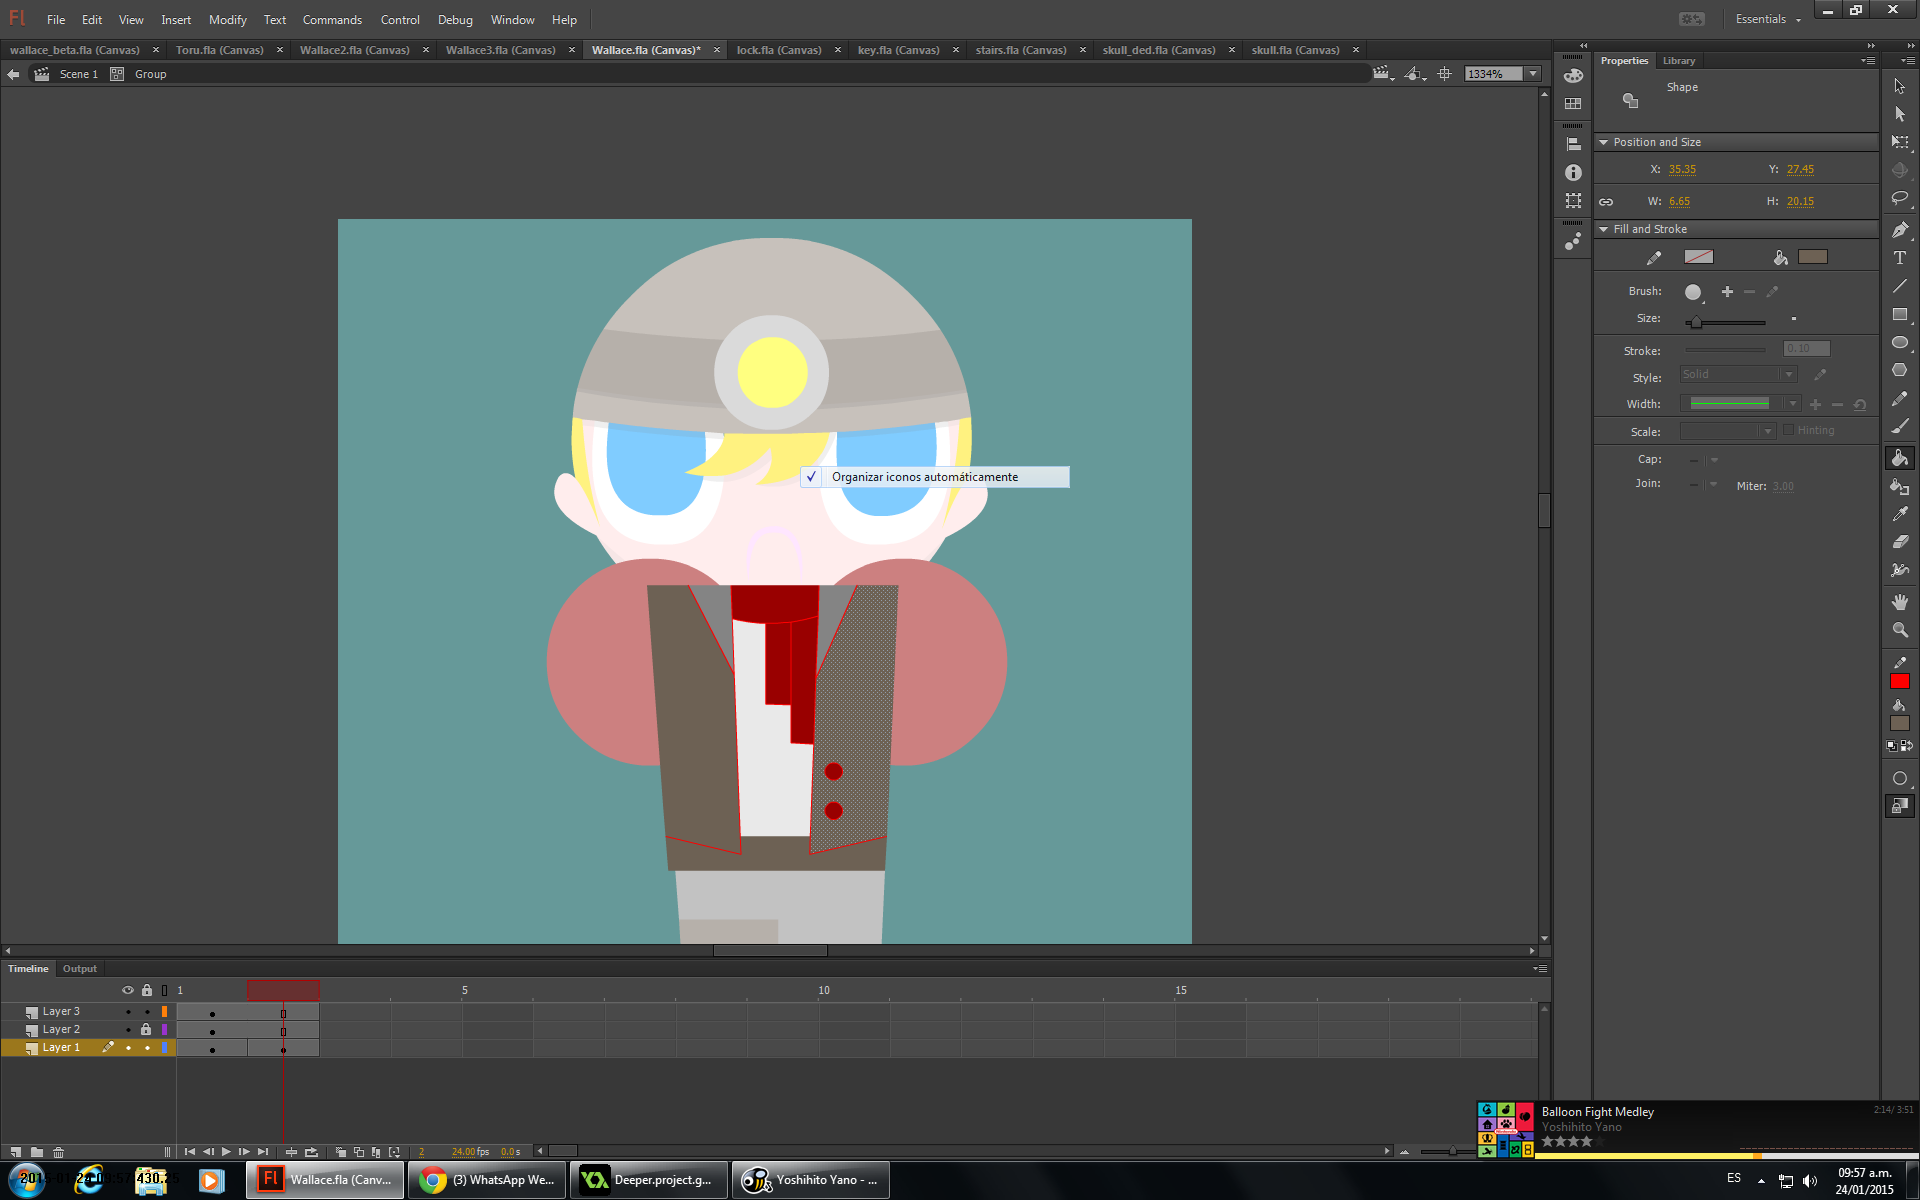 Fl File Edit View Insert Modify Text Commands Control Debug Window Help Essentials
wallace_beta.fla (Canvas) Toru.fla (Canvas) Wallace2.fla (Canvas) Wallace3.fla (Canvas) Wallace.fla (Canvas)* lock.fla (Canvas) key.fla (Canvas) stairs.fla (Canvas) skull_ded.fla (Canvas) skull.fla (Canvas)
Scene 1 Group 1334%
Properties Library
Shape
Position and Size
X: 35.35 Y: 27.45
W: 6.65 H: 20.15
Fill and Stroke
Brush:
Size:
Stroke: 0.10
Style: Solid
Width:
Scale: Hinting
Cap:
Join: Miter: 3.00
Organizar iconos automáticamente
Timeline Output
1 5 10 15
Layer 3
Layer 2
Layer 1
2 24.00 fps 0.0 s
Balloon Fight Medley 2:14/ 3:51
Yoshihito Yano
Wallace.fla (Canv... (3) WhatsApp We... Deeper.project.g... Yoshihito Yano - ...
ES 09:57 a.m.
24/01/2015